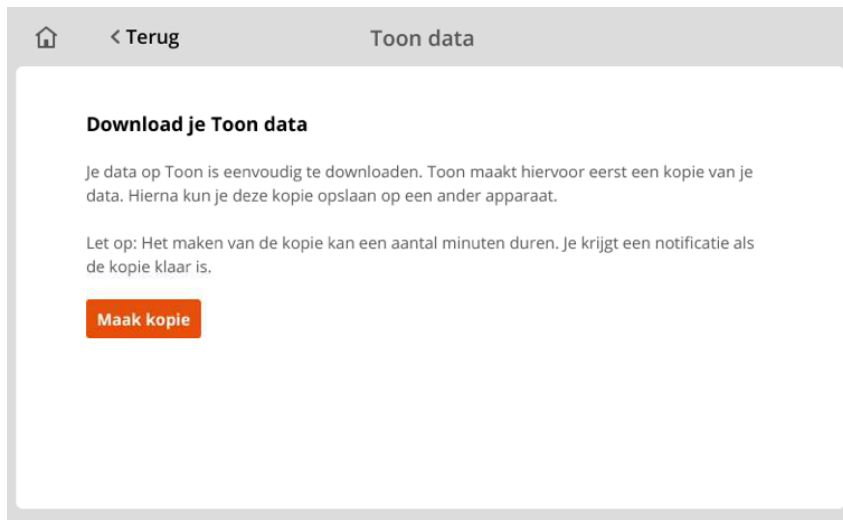 < Terug Toon data
Download je Toon data
Je data op Toon is eenvoudig te downloaden. Toon maakt hiervoor eerst een kopie van je
data. Hierna kun je deze kopie opslaan op een ander apparaat.
Let op: Het maken van de kopie kan een aantal minuten duren. Je krijgt een notificatie als
de kopie klaar is.
Maak kopie